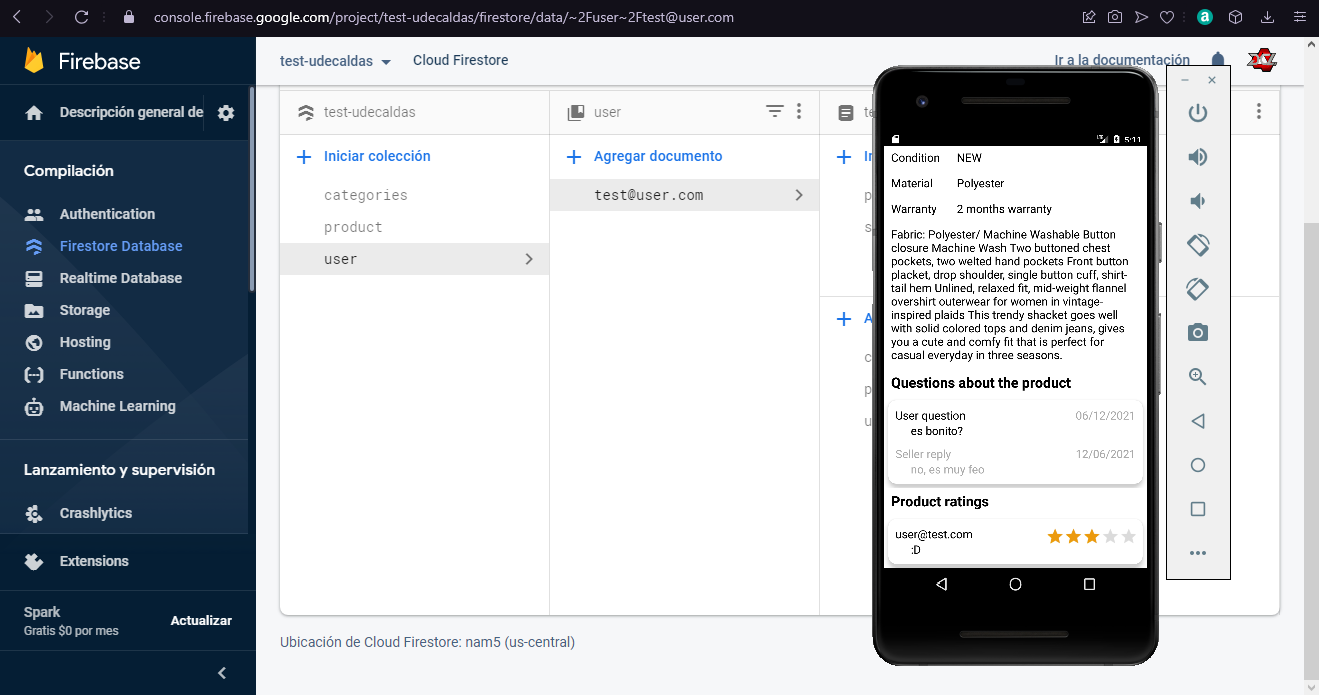 console.firebase.google.com/project/test-udecaldas/firestore/data/~2Fuser~2Ftest@user.com
a
Firebase
Descripción general de
Compilación
Authentication
Firestore Database
Realtime Database
Storage
Hosting
Functions
Machine Learning
Lanzamiento y supervisión
Crashlytics
Extensions
Spark
Gratis $0 por mes
Actualizar
test-udecaldas
Cloud Firestore
Ir a la documentación
test-udecaldas
Iniciar colección
categories
product
user
user
Agregar documento
test@user.com
Ubicación de Cloud Firestore: nam5 (us-central)
5:11
Condition NEW
Material Polyester
Warranty 2 months warranty
Fabric: Polyester/ Machine Washable Button
closure Machine Wash Two buttoned chest
pockets, two welted hand pockets Front button
placket, drop shoulder, single button cuff, shirt-
tail hem Unlined, relaxed fit, mid-weight flannel
overshirt outerwear for women in vintage-
inspired plaids This trendy shacket goes well
with solid colored tops and denim jeans, gives
you a cute and comfy fit that is perfect for
casual everyday in three seasons.
Questions about the product
User question 06/12/2021
es bonito?
Seller reply 12/06/2021
no, es muy feo
Product ratings
user@test.com
:D